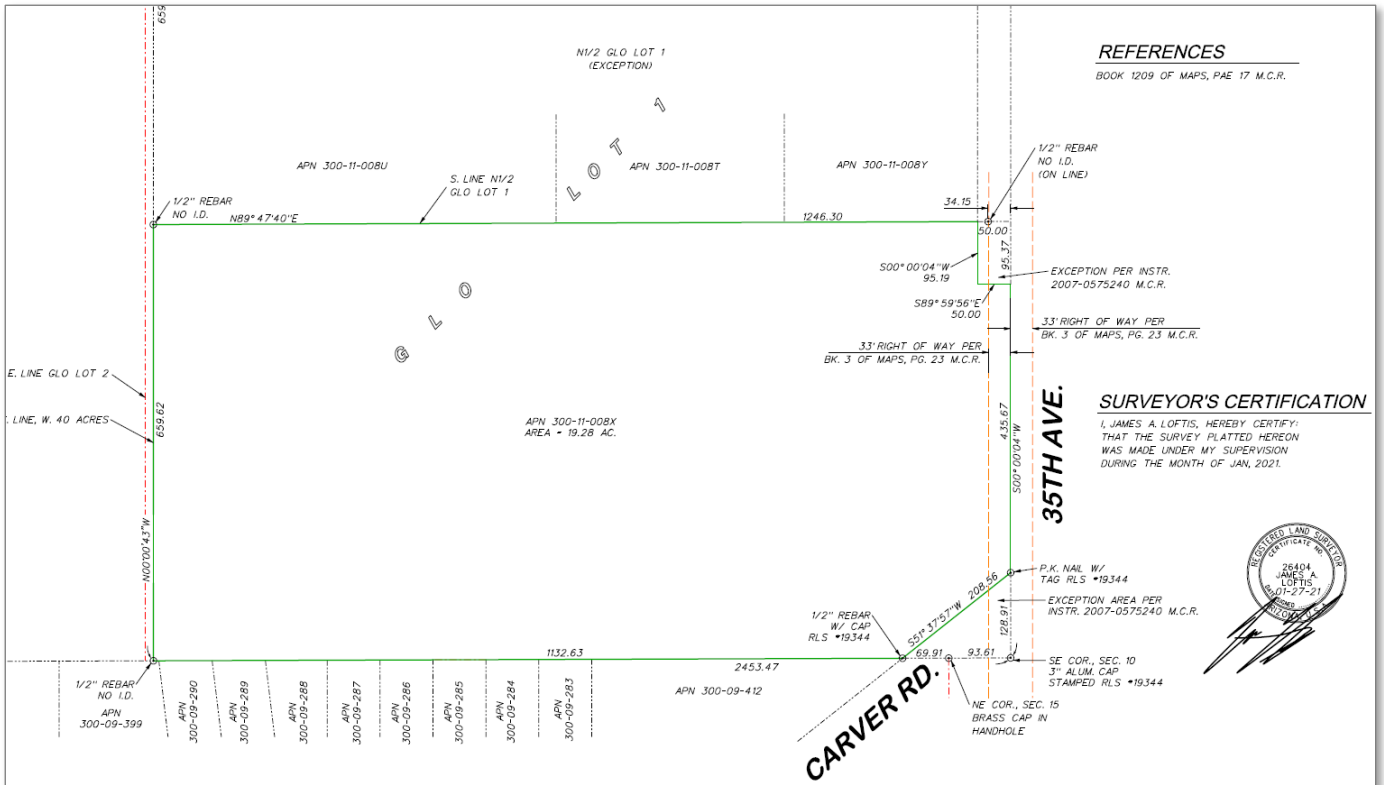 659
N1/2 GLO LOT 1
(EXCEPTION)
REFERENCES
BOOK 1209 OF MAPS, PAE 17 M.C.R.
LOT 1
APN 300-11-008U
APN 300-11-008T
APN 300-11-008Y
1/2" REBAR
NO I.D.
(ON LINE)
S. LINE N1/2
GLO LOT 1
1/2" REBAR
NO I.D.
N89°47'40"E
1246.30
34.15
50.00
95.37
S00°00'04"W
95.19
EXCEPTION PER INSTR.
2007-0575240 M.C.R.
S89°59'56"E
50.00
33' RIGHT OF WAY PER
BK. 3 OF MAPS, PG. 23 M.C.R.
33' RIGHT OF WAY PER
BK. 3 OF MAPS, PG. 23 M.C.R.
GLO
E. LINE GLO LOT 2
. LINE, W. 40 ACRES
659.62
N00°00'43"W
APN 300-11-008X
AREA = 19.28 AC.
435.67
S00°00'04"W
35TH AVE.
SURVEYOR'S CERTIFICATION
I, JAMES A. LOFTIS, HEREBY CERTIFY:
THAT THE SURVEY PLATTED HEREON
WAS MADE UNDER MY SUPERVISION
DURING THE MONTH OF JAN, 2021.
REGISTERED LAND SURVEYOR
CERTIFICATE NO.
26404
JAMES A.
LOFTIS
01-27-21
DATE SIGNED
ARIZONA, U.S.A.
P.K. NAIL W/
TAG RLS #19344
EXCEPTION AREA PER
INSTR. 2007-0575240 M.C.R.
S51°37'57"W 208.56
128.91
1/2" REBAR
W/ CAP
RLS #19344
1132.63
2453.47
69.91
93.61
SE COR., SEC. 10
3" ALUM. CAP
STAMPED RLS #19344
NE COR., SEC. 15
BRASS CAP IN
HANDHOLE
CARVER RD.
1/2" REBAR
NO I.D.
APN
300-09-399
APN
300-09-290
APN
300-09-289
APN
300-09-288
APN
300-09-287
APN
300-09-286
APN
300-09-285
APN
300-09-284
APN
300-09-283
APN 300-09-412